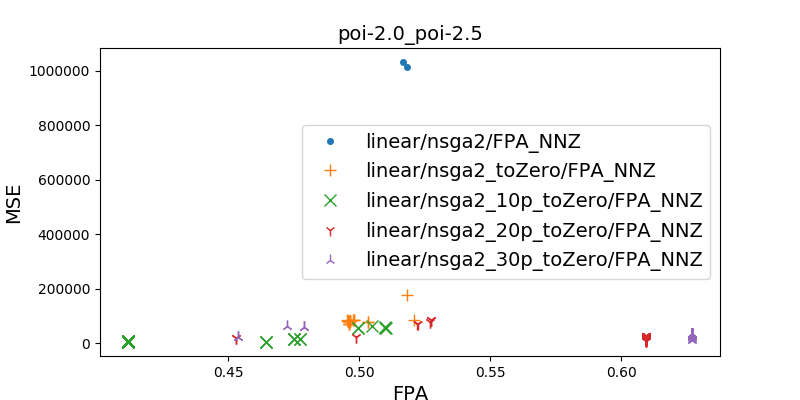 poi-2.0_poi-2.5
1000000
800000
600000
400000
200000
0
MSE
linear/nsga2/FPA_NNZ
linear/nsga2_toZero/FPA_NNZ
linear/nsga2_10p_toZero/FPA_NNZ
linear/nsga2_20p_toZero/FPA_NNZ
linear/nsga2_30p_toZero/FPA_NNZ
0.45 0.50 0.55 0.60
FPA